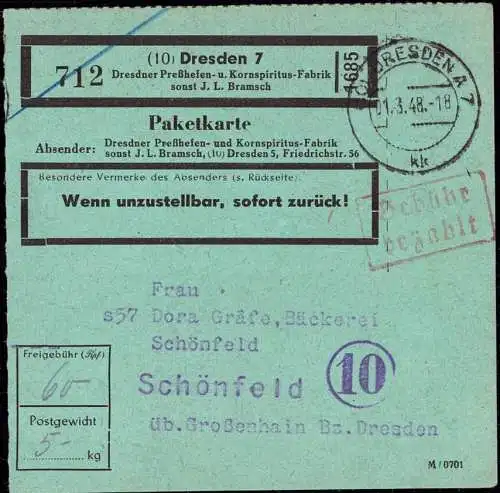 (10) Dresden 7
712
Dresdner Preßhefen- u. Kornspiritus-Fabrik
sonst J. L. Bramsch
1685
DRESDEN A 7
1.3.48.-18
kk
Paketkarte
Absender: Dresdner Preßhefen- und Kornspiritus-Fabrik
sonst J. L. Bramsch, (10) Dresden 5, Friedrichstr. 56
Besondere Vermerke des Absenders (s. Rückseite)
Wenn unzustellbar, sofort zurück!
Gebühr
bezahlt
Frau
s57 Dora Gräfe, Bäckerei
Schönfeld
Schönfeld
10
üb. Großenhain Bz. Dresden
Freigebühr (Rpf)
60
Postgewicht
5-
kg
M/0701